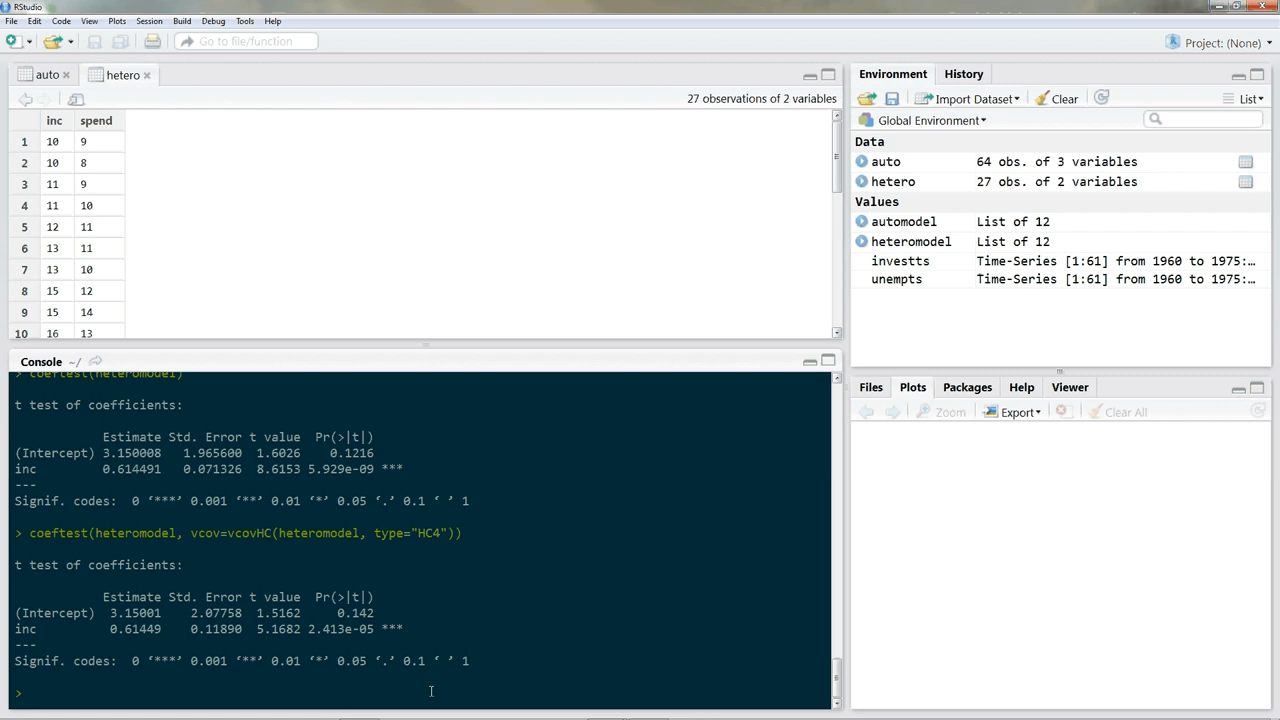 RStudio
File Edit Code View Plots Session Build Debug Tools Help
Go to file/function
Project: (None)
auto
hetero
27 observations of 2 variables
inc spend
1 10 9
2 10 8
3 11 9
4 11 10
5 12 11
6 13 11
7 13 10
8 15 12
9 15 14
10 16 13
Console ~/
> coeftest(heteromodel)
t test of coefficients:
Estimate Std. Error t value Pr(>|t|)
(Intercept) 3.150008 1.965600 1.6026 0.1216
inc 0.614491 0.071326 8.6153 5.929e-09 ***
---
Signif. codes: 0 ‘***’ 0.001 ‘**’ 0.01 ‘*’ 0.05 ‘.’ 0.1 ‘ ’ 1
> coeftest(heteromodel, vcov=vcovHC(heteromodel, type="HC4"))
t test of coefficients:
Estimate Std. Error t value Pr(>|t|)
(Intercept) 3.15001 2.07758 1.5162 0.142
inc 0.61449 0.11890 5.1682 2.413e-05 ***
---
Signif. codes: 0 ‘***’ 0.001 ‘**’ 0.01 ‘*’ 0.05 ‘.’ 0.1 ‘ ’ 1
>
Environment History
Import Dataset Clear List
Global Environment
Data
auto 64 obs. of 3 variables
hetero 27 obs. of 2 variables
Values
automodel List of 12
heteromodel List of 12
investts Time-Series [1:61] from 1960 to 1975:…
unempts Time-Series [1:61] from 1960 to 1975:…
Files Plots Packages Help Viewer
Zoom Export Clear All